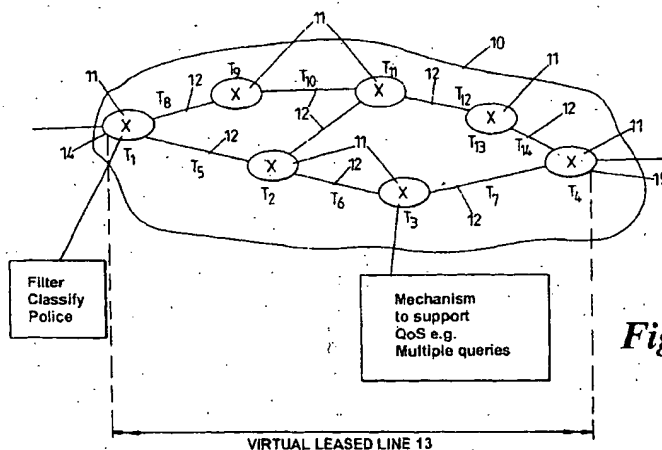 11
10
11
T9
T11
12
11
T8
12
T10
12
T12
12
11
14
T1
12
T13
T14
T5
11
12
15
T2
12
T6
T7
T4
T3
12
Filter
Classify
Police
Mechanism
to support
QoS e.g.
Multiple queries
Fig
VIRTUAL LEASED LINE 13